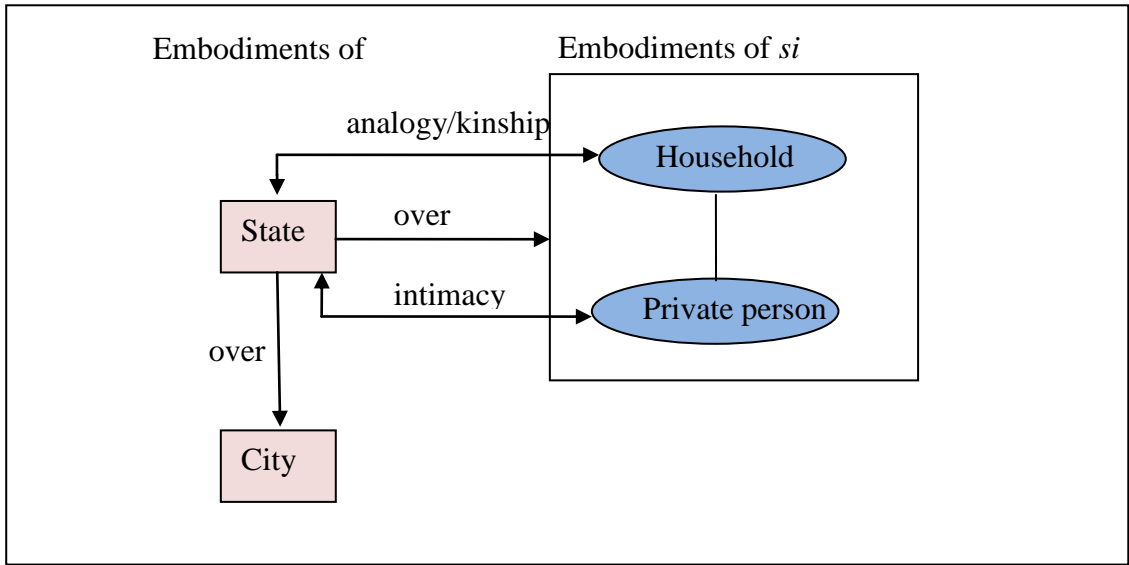 Embodiments of
Embodiments of si
analogy/kinship
Household
State
over
intimacy
Private person
over
City